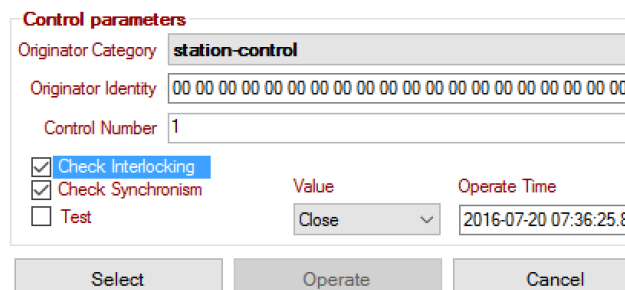 Control parameters
Originator Category station-control
Originator Identity 00 00 00 00 00 00 00 00 00 00 00 00 00 00 00 00 00 00 00 00
Control Number 1
Check Interlocking
Check Synchronism Value Operate Time
Test Close 2016-07-20 07:36:25.8
Select Operate Cancel